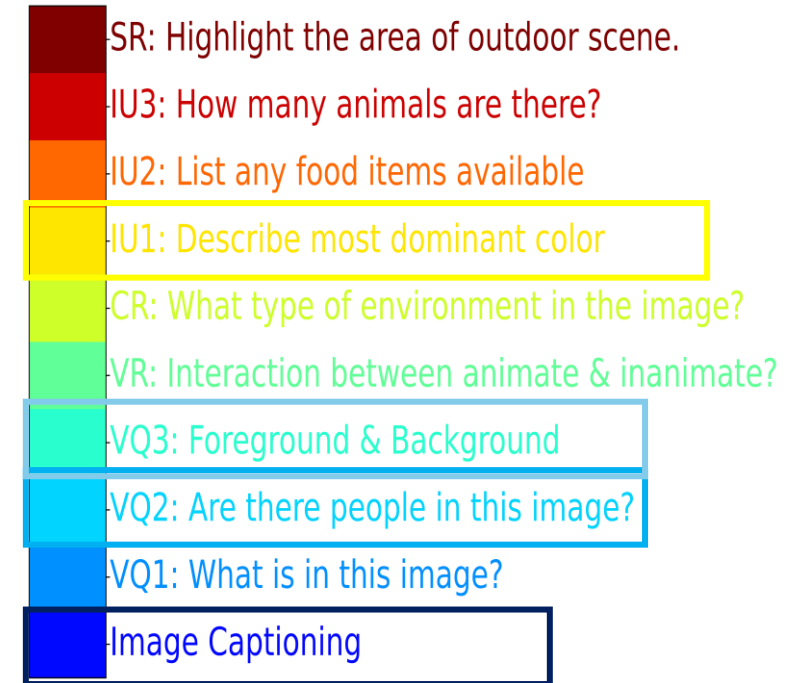 SR: Highlight the area of outdoor scene.
IU3: How many animals are there?
IU2: List any food items available
IU1: Describe most dominant color
CR: What type of environment in the image?
VR: Interaction between animate & inanimate?
VQ3: Foreground & Background
VQ2: Are there people in this image?
VQ1: What is in this image?
Image Captioning